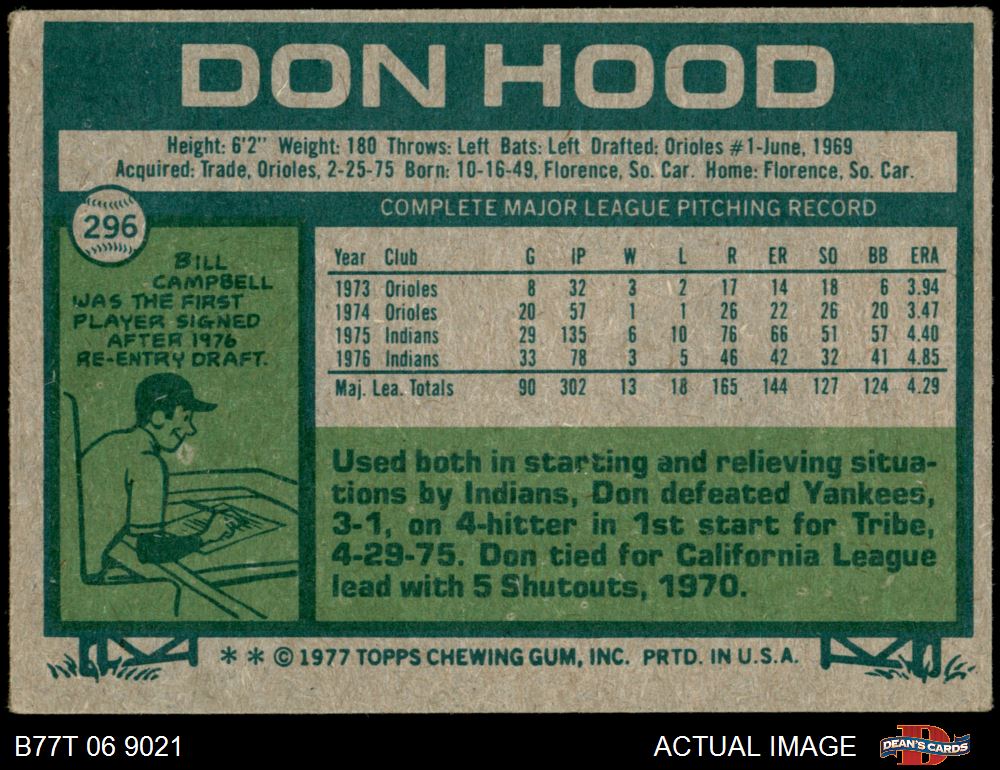 DON HOOD
Height: 6'2" Weight: 180 Throws: Left Bats: Left Drafted: Orioles #1-June, 1969
Acquired: Trade, Orioles, 2-25-75 Born: 10-16-49, Florence, So. Car. Home: Florence, So. Car.
296
COMPLETE MAJOR LEAGUE PITCHING RECORD
BILL
CAMPBELL
WAS THE FIRST
PLAYER SIGNED
AFTER 1976
RE-ENTRY DRAFT.
Year Club G IP W L R ER SO BB ERA
1973 Orioles 8 32 3 2 17 14 18 6 3.94
1974 Orioles 20 57 1 1 26 22 26 20 3.47
1975 Indians 29 135 6 10 76 66 51 57 4.40
1976 Indians 33 78 3 5 46 42 32 41 4.85
Maj. Lea. Totals 90 302 13 18 165 144 127 124 4.29
Used both in starting and relieving situa-
tions by Indians, Don defeated Yankees,
3-1, on 4-hitter in 1st start for Tribe,
4-29-75. Don tied for California League
lead with 5 Shutouts, 1970.
* * © 1977 TOPPS CHEWING GUM, INC. PRTD. IN U.S.A.
B77T 06 9021 ACTUAL IMAGE D DEAN'S CARDS